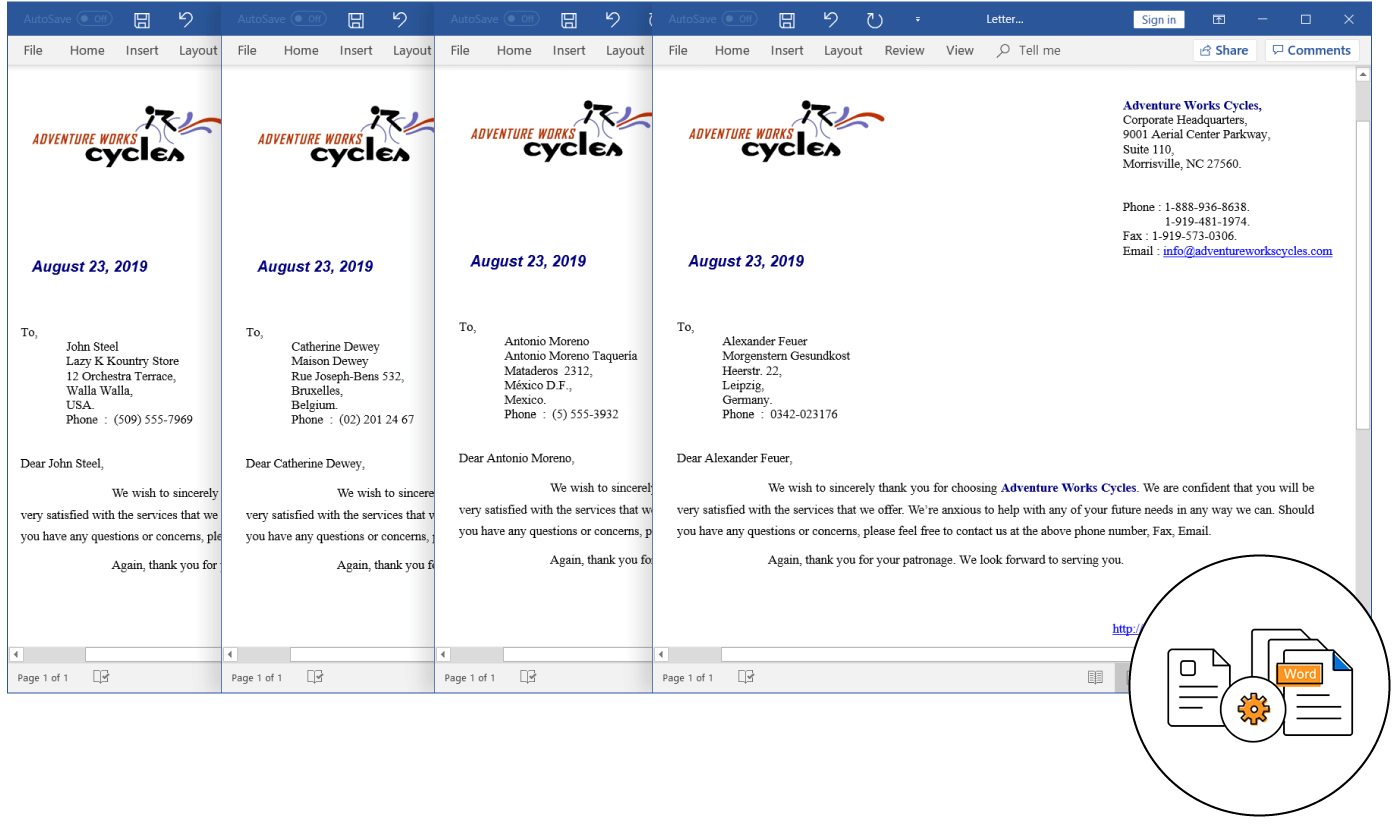 AutoSave Off
File Home Insert Layout
ADVENTURE WORKS
cycles
August 23, 2019
To,
John Steel
Lazy K Kountry Store
12 Orchestra Terrace,
Walla Walla,
USA.
Phone : (509) 555-7969
Dear John Steel,
We wish to sincerely
very satisfied with the services that we
you have any questions or concerns, ple
Again, thank you for
Page 1 of 1
AutoSave Off
File Home Insert Layout
ADVENTURE WORKS
cycles
August 23, 2019
To,
Catherine Dewey
Maison Dewey
Rue Joseph-Bens 532,
Bruxelles,
Belgium.
Phone : (02) 201 24 67
Dear Catherine Dewey,
We wish to sincere
very satisfied with the services that
you have any questions or concerns,
Again, thank you fo
Page 1 of 1
AutoSave Off
File Home Insert Layout
ADVENTURE WORKS
cycles
August 23, 2019
To,
Antonio Moreno
Antonio Moreno Taquería
Mataderos 2312,
México D.F.,
Mexico.
Phone : (5) 555-3932
Dear Antonio Moreno,
We wish to sincerely
very satisfied with the services that we
you have any questions or concerns, p
Again, thank you fo
Page 1 of 1
AutoSave Off Letter... Sign in
File Home Insert Layout Review View Tell me Share Comments
ADVENTURE WORKS
cycles
Adventure Works Cycles,
Corporate Headquarters,
9001 Aerial Center Parkway,
Suite 110,
Morrisville, NC 27560.
Phone : 1-888-936-8638.
1-919-481-1974.
Fax : 1-919-573-0306.
Email : info@adventureworkscycles.com
August 23, 2019
To,
Alexander Feuer
Morgenstern Gesundkost
Heerstr. 22,
Leipzig,
Germany.
Phone : 0342-023176
Dear Alexander Feuer,
We wish to sincerely thank you for choosing Adventure Works Cycles. We are confident that you will be
very satisfied with the services that we offer. We’re anxious to help with any of your future needs in any way we can. Should
you have any questions or concerns, please feel free to contact us at the above phone number, Fax, Email.
Again, thank you for your patronage. We look forward to serving you.
http:/
Page 1 of 1
Word